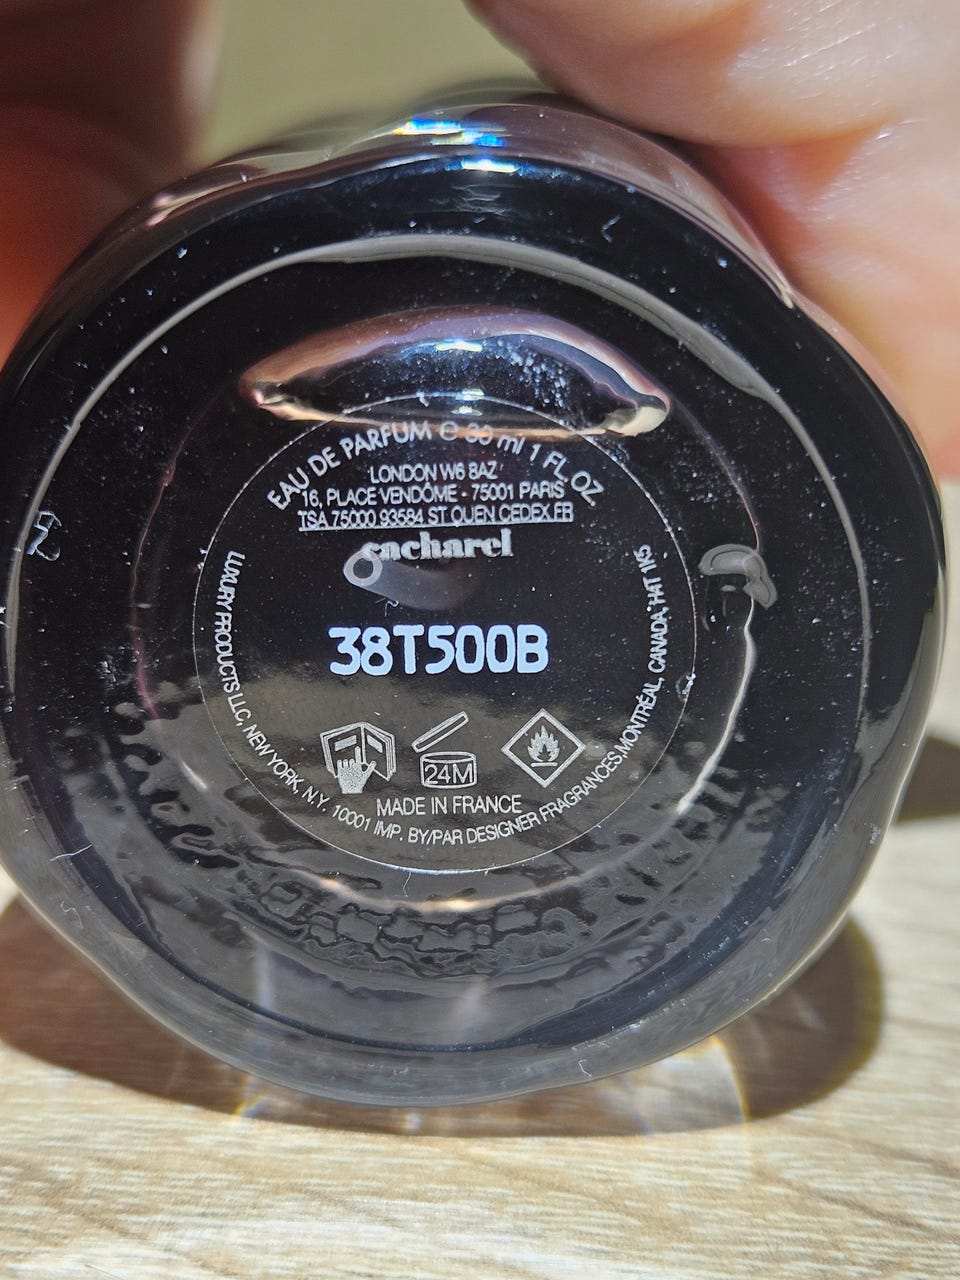 EAU DE PARFUM ℮ 30 ml 1 FL. OZ
LONDON W6 8AZ
16, PLACE VENDÔME - 75001 PARIS
TSA 75000 93584 ST OUEN CEDEX FR
cacharel
38T500B
24M
MADE IN FRANCE
LUXURY PRODUCTS LLC, NEW YORK, N.Y. 10001 IMP. BY/PAR DESIGNER FRAGRANCES, MONTRÉAL, CANADA, H4T 1K5